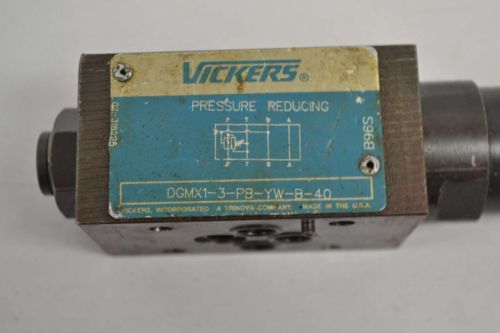 VICKERS®
PRESSURE REDUCING
P T B A
P T B A
DGMX1-3-PB-YW-B-40
VICKERS, INCORPORATED A TRINOVA COMPANY MADE IN THE U.S.A.
B96S